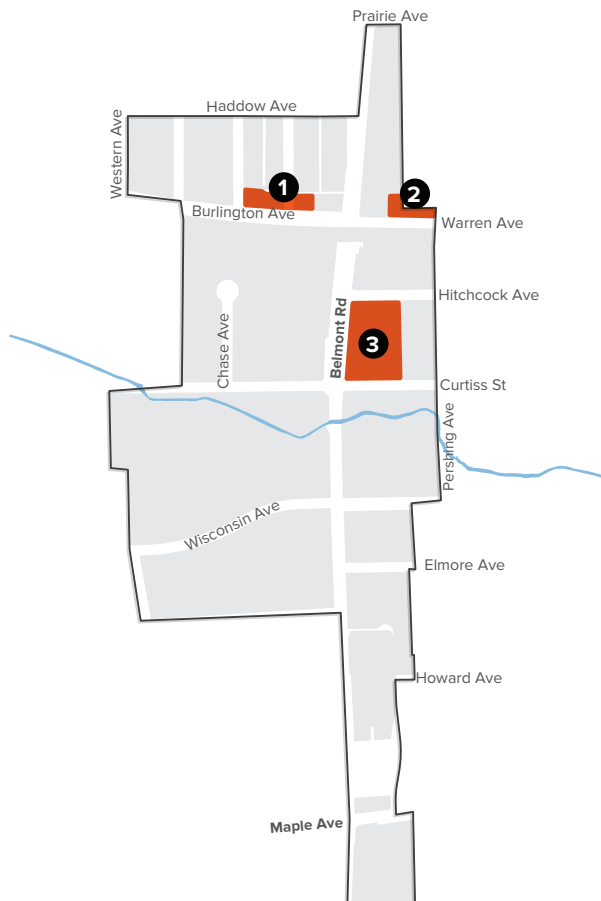 Prairie Ave
Haddow Ave
Western Ave
1
2
Burlington Ave
Warren Ave
Hitchcock Ave
Belmont Rd
Chase Ave
3
Curtiss St
Pershing Ave
Wisconsin Ave
Elmore Ave
Howard Ave
Maple Ave